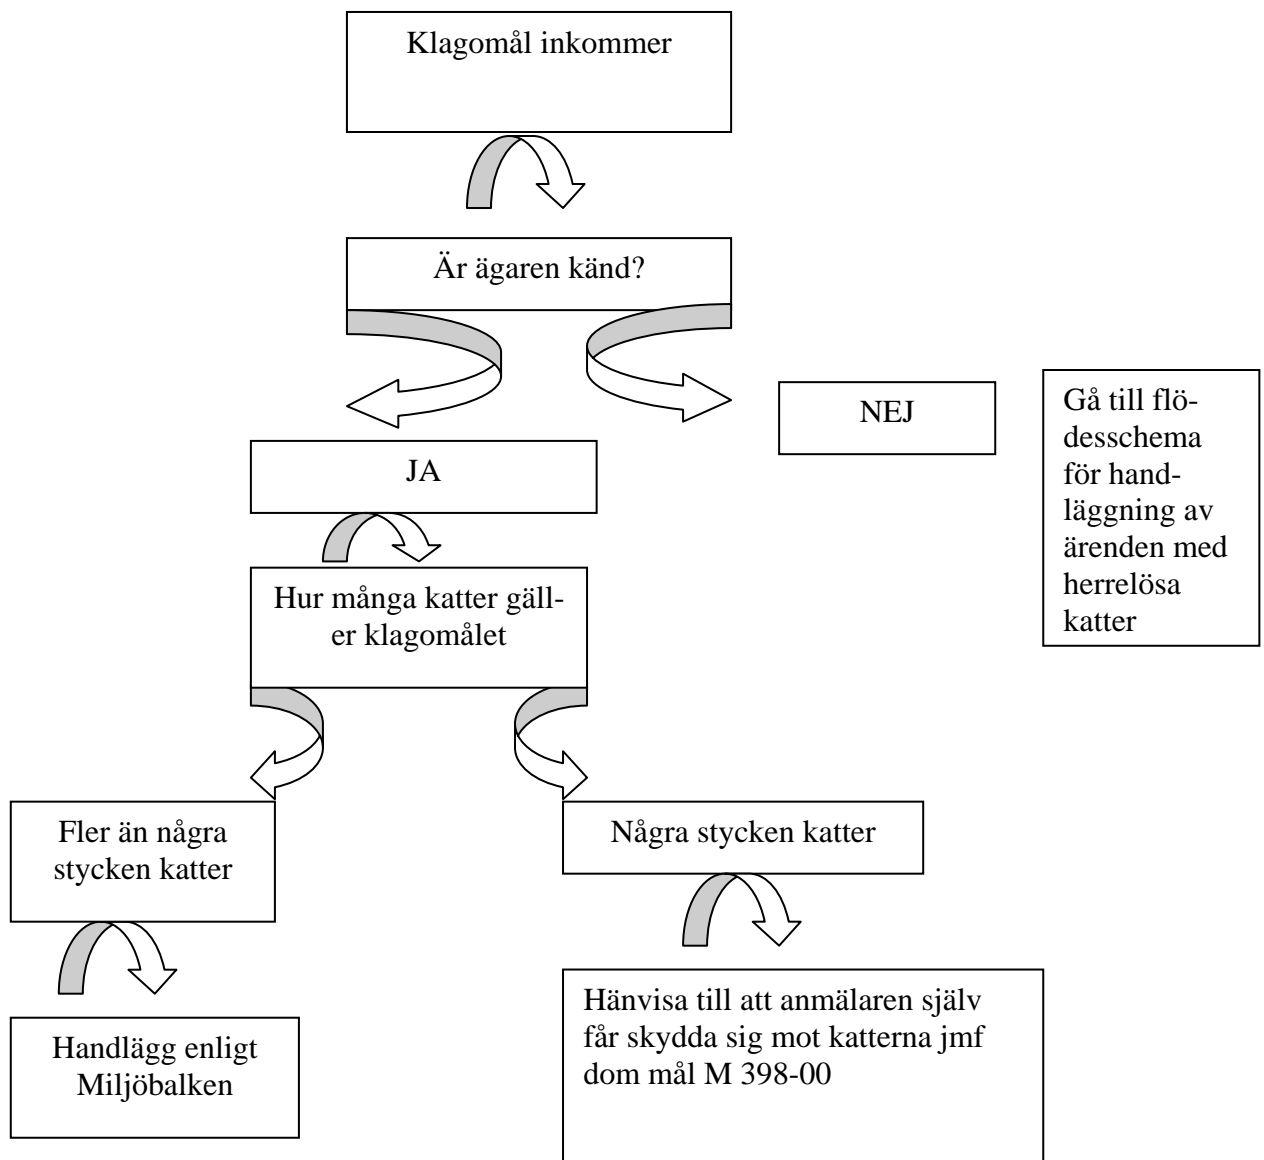 Klagomål inkommer
Är ägaren känd?
NEJ
Gå till flö-
desschema
för hand-
läggning av
ärenden med
herrelösa
katter
JA
Hur många katter gäll-
er klagomålet
Fler än några
stycken katter
Några stycken katter
Handlägg enligt
Miljöbalken
Hänvisa till att anmälaren själv
får skydda sig mot katterna jmf
dom mål M 398-00